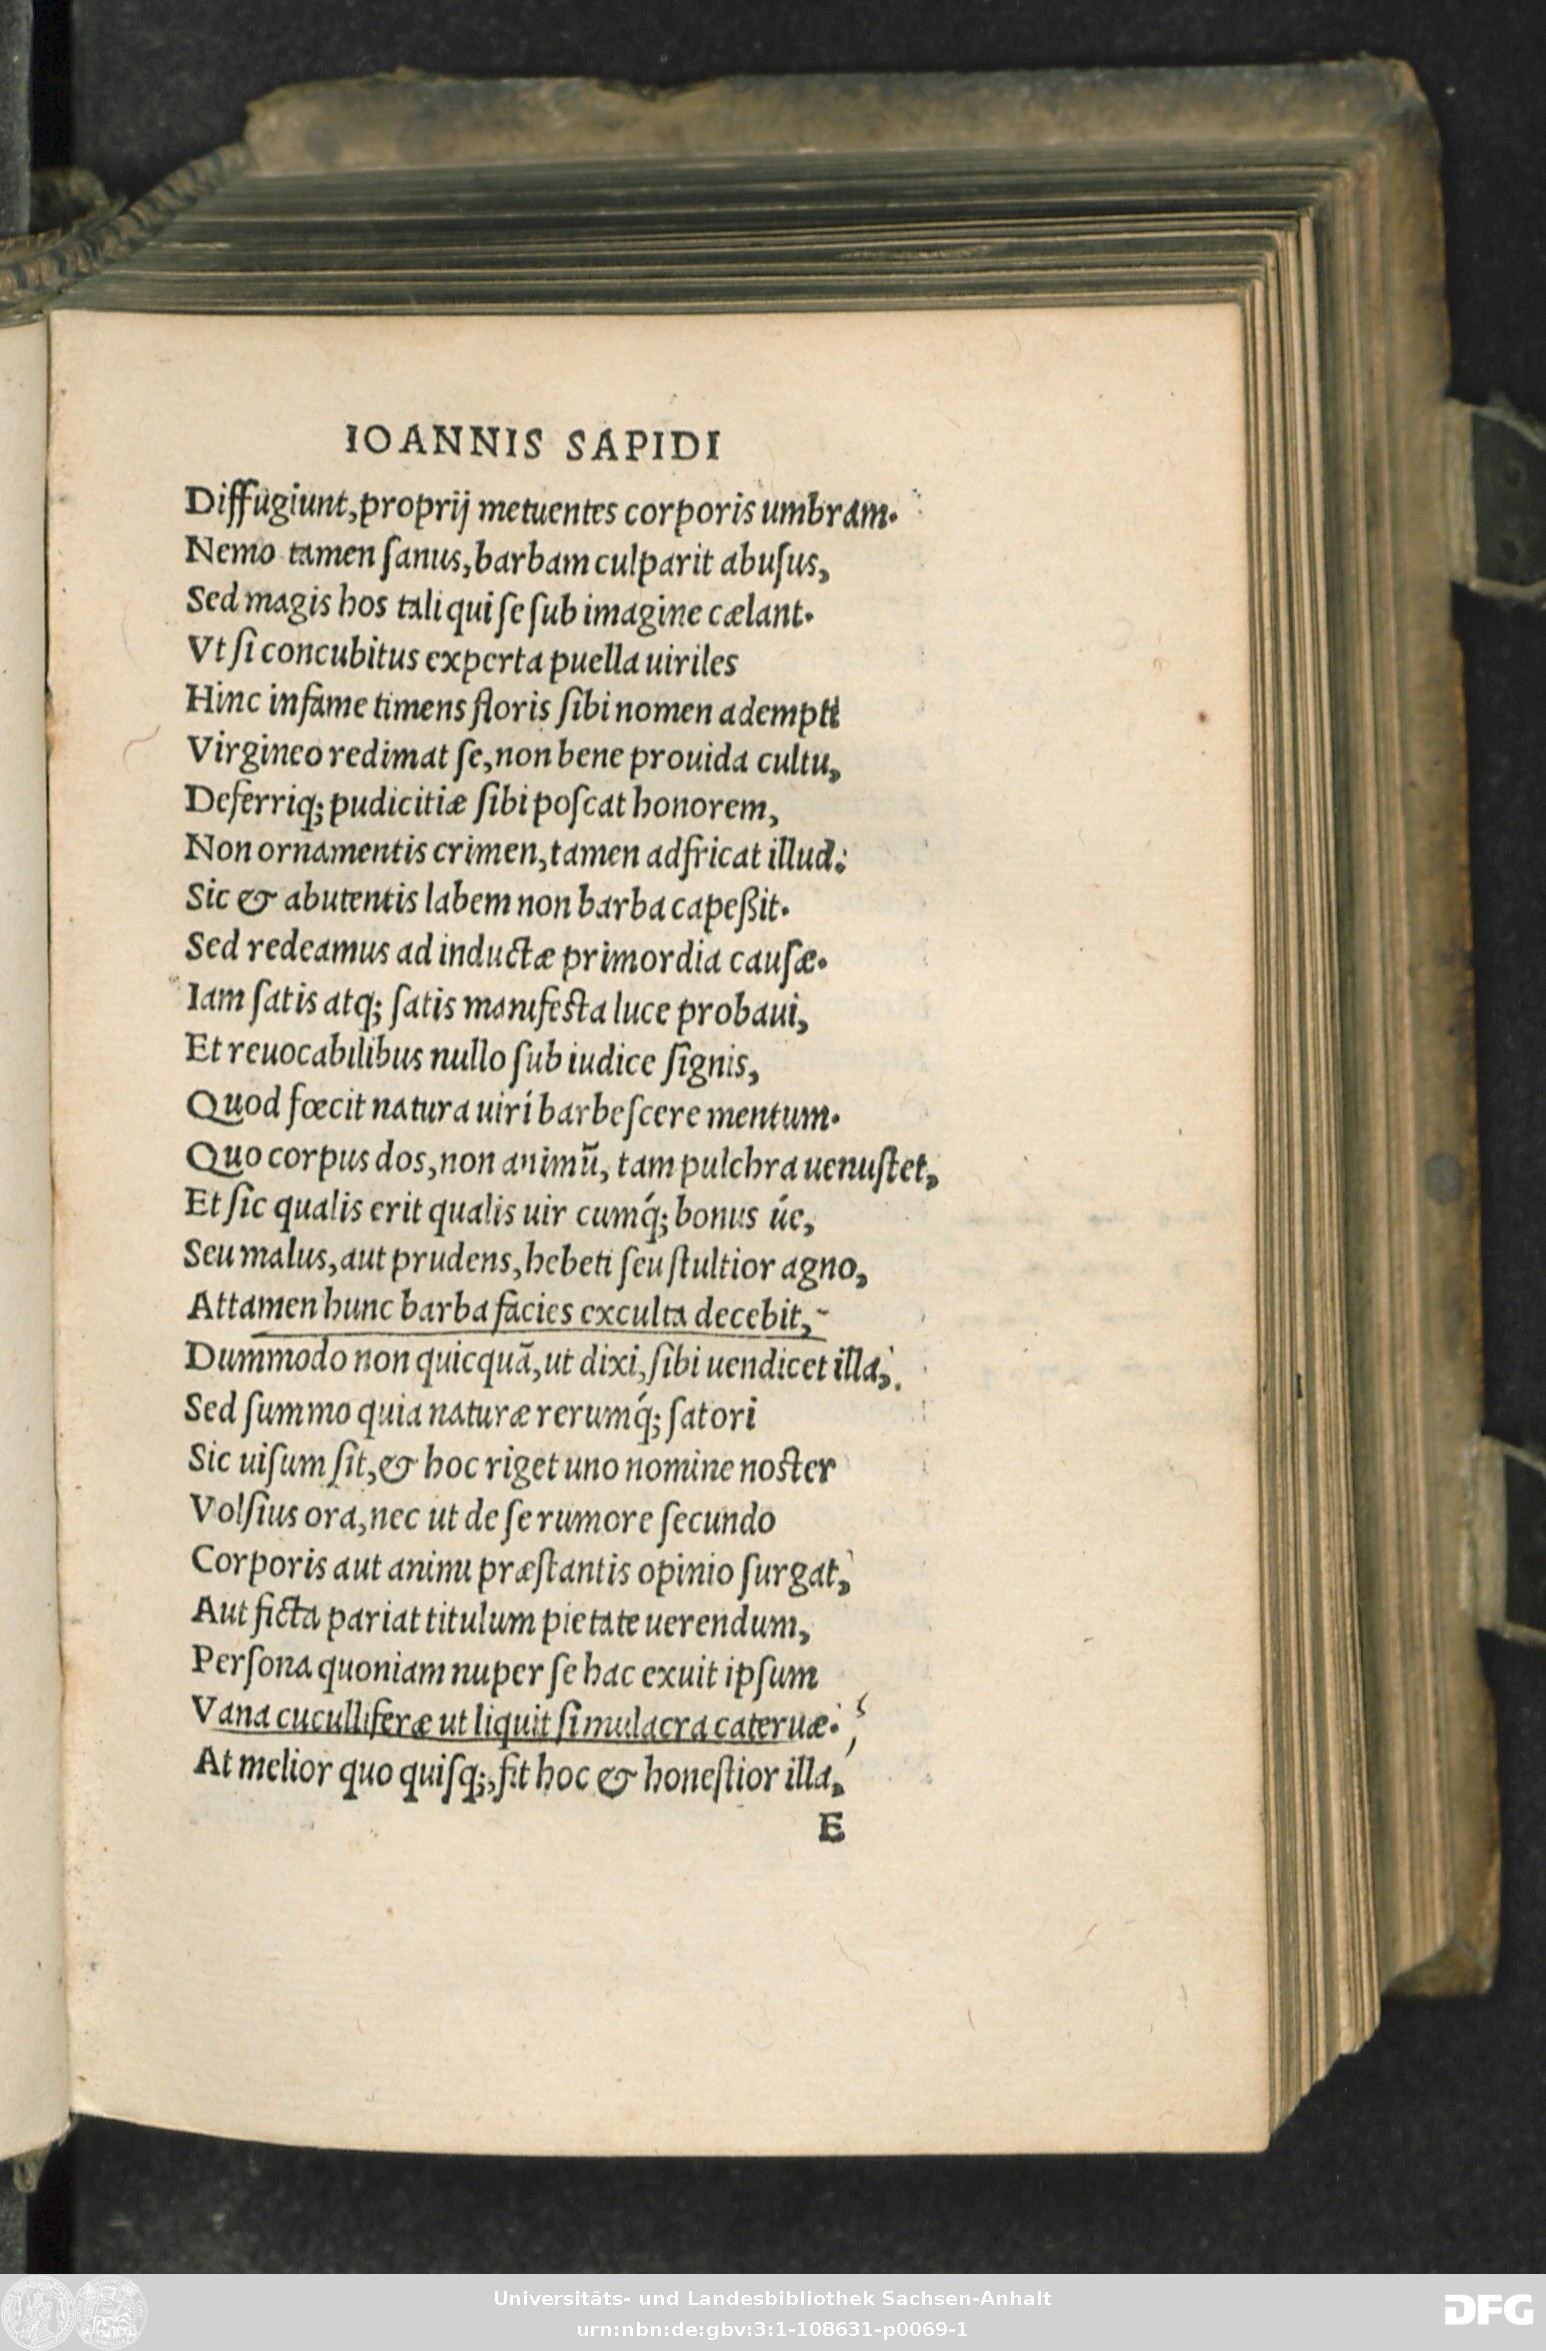 IOANNIS SAPIDI
Diffugiunt, proprij metuentes corporis umbram.
Nemo tamen ſanus, barbam culparit abuſus,
Sed magis hos tali qui ſe ſub imagine cælant.
Vt ſi concubitus experta puella uiriles
Hinc infame timens floris ſibi nomen adempti
Virgineo redimat ſe, non bene prouida cultu,
Deferriq; pudicitiæ ſibi poſcat honorem,
Non ornamentis crimen, tamen adfricat illud:
Sic & abutentis labem non barba capeßit.
Sed redeamus ad inductæ primordia cauſæ.
Iam ſatis atq; ſatis manifesta luce probaui,
Et reuocabilibus nullo ſub iudice ſignis,
Quod fœcit natura uirí barbeſcere mentum.
Quo corpus dos, non animũ, tam pulchra uenuſtet,
Et ſic qualis erit qualis uir cumq́; bonus úe,
Seu malus, aut prudens, hebeti ſeu ſtultior agno,
Attamen hunc barba facies exculta decebit,
Dummodo non quicquã, ut dixi, ſibi uendicet illa,
Sed ſummo quia naturæ rerumq́; ſatori
Sic uiſum ſit, & hoc riget uno nomine noster
Volſius ora, nec ut de ſe rumore ſecundo
Corporis aut animi præſtantis opinio ſurgat,
Aut ficta pariat titulum pietate uerendum,
Perſona quoniam nuper ſe hac exuit ipſum
Vana cuculliferæ ut liquit ſimulacra cateruæ.
At melior quo quiſq;, fit hoc & honeſtior illa,
E
Universitäts- und Landesbibliothek Sachsen-Anhalt
urn:nbn:de:gbv:3:1-108631-p0069-1
DFG